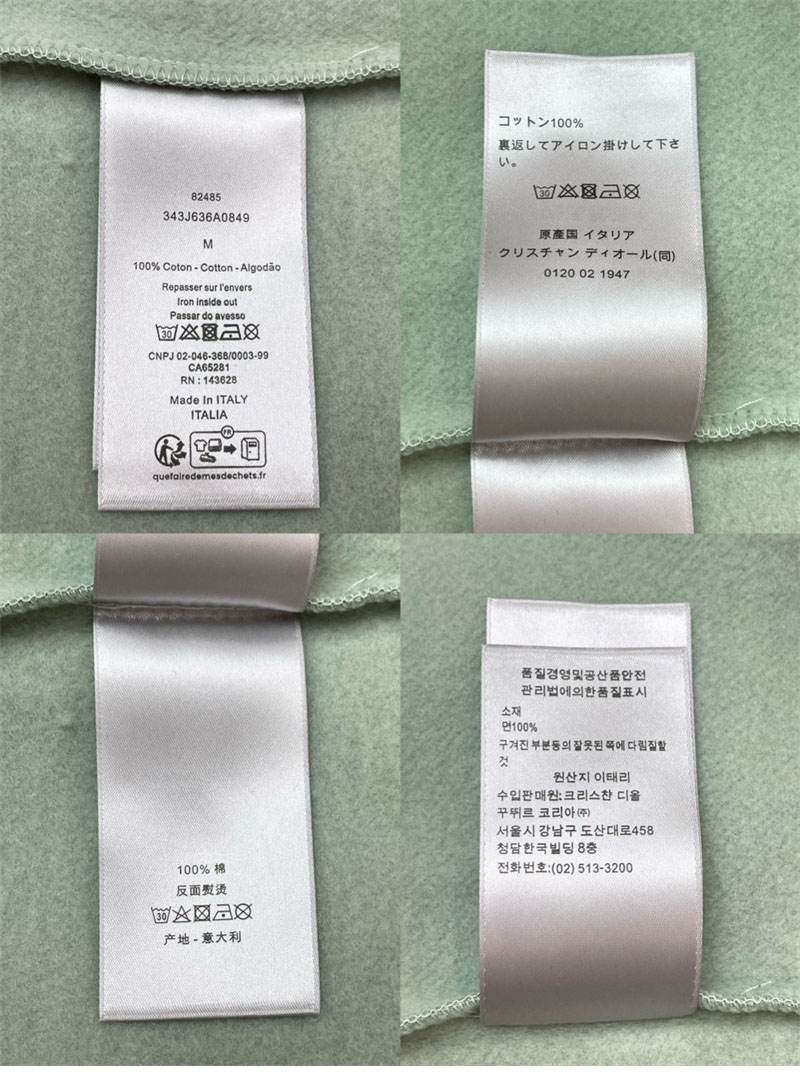 82485
343J636A0849
M
100% Coton - Cotton - Algodão
Repasser sur l'envers
Iron inside out
Passar do avesso
30
CNPJ 02-046-368/0003-99
CA65281
RN : 143628
Made in ITALY
ITALIA
FR
quefairedemesdechets.fr
コットン100%
裏返してアイロン掛けして下さ
い。
30
原產国 イタリア
クリスチャン ディオール(同)
0120 02 1947
100% 棉
反面熨烫
30
产地 - 意大利
품질경영및공산품안전
관리법에의한품질표시
소재
면100%
구겨진 부분등의 잘못된 쪽에 다림질할
것
원산지 이태리
수입판매원:크리스챤 디올
꾸뛰르 코리아㈜
서울시 강남구 도산대로458
청담한국빌딩 8층
전화번호:(02) 513-3200